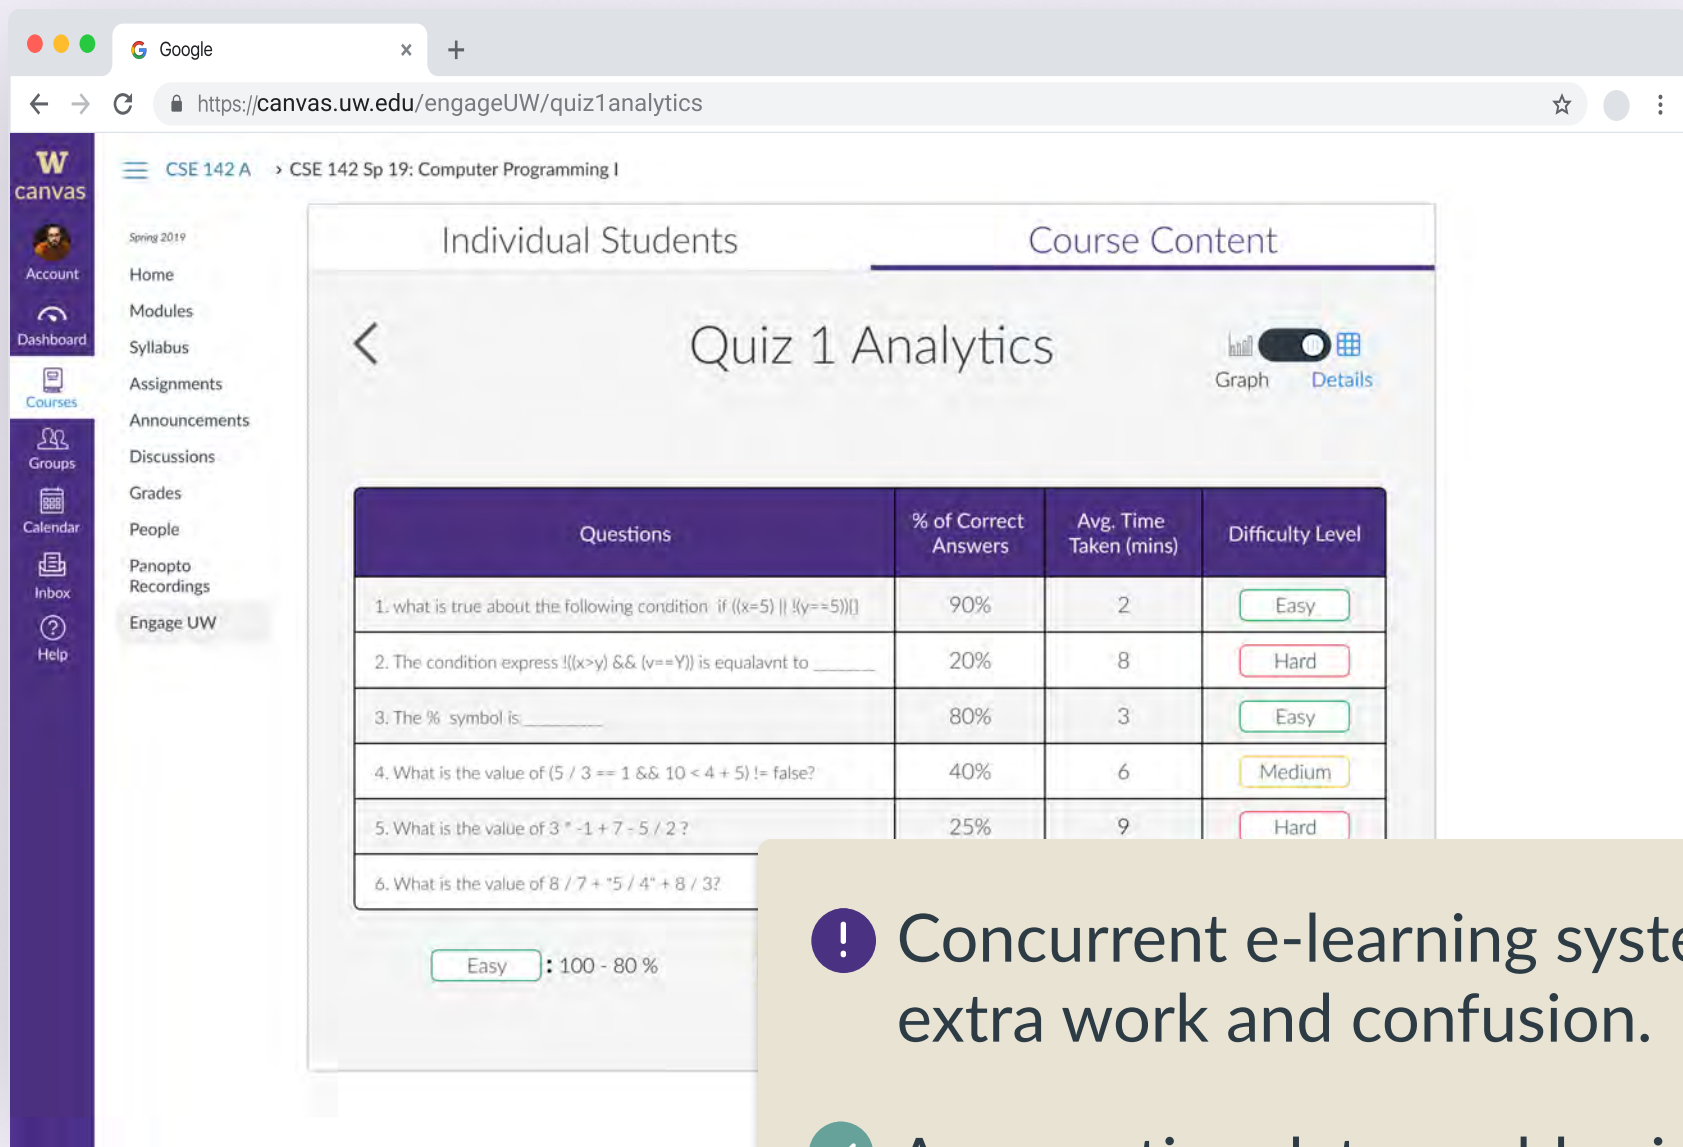 Google
https://canvas.uw.edu/engageUW/quiz1analytics
W
canvas
Account
Dashboard
Courses
Groups
Calendar
Inbox
Help
CSE 142 A > CSE 142 Sp 19: Computer Programming I
Spring 2019
Home
Modules
Syllabus
Assignments
Announcements
Discussions
Grades
People
Panopto
Recordings
Engage UW
Individual Students
Course Content
Quiz 1 Analytics
Graph Details
Questions % of Correct Answers Avg. Time Taken (mins) Difficulty Level
1. what is true about the following condition if ((x=5) || !(y==5))[] 90% 2 Easy
2. The condition express !((x>y) && (v==Y)) is equalavnt to ______ 20% 8 Hard
3. The % symbol is ________ 80% 3 Easy
4. What is the value of (5 / 3 == 1 && 10 < 4 + 5) != false? 40% 6 Medium
5. What is the value of 3 * -1 + 7 - 5 / 2 ? 25% 9 Hard
6. What is the value of 8 / 7 + "5 / 4" + 8 / 3?
Easy : 100 - 80 %
! Concurrent e-learning
extra work and confusion.